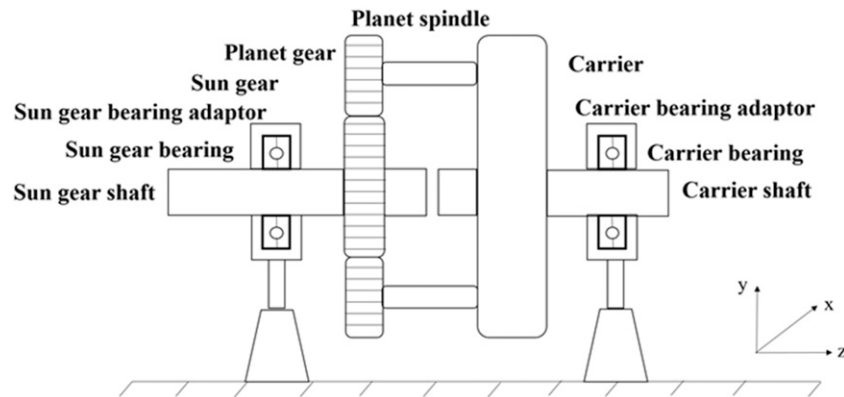 Planet spindle
Planet gear
Carrier
Sun gear
Sun gear bearing adaptor
Carrier bearing adaptor
Sun gear bearing
Carrier bearing
Sun gear shaft
Carrier shaft
y
x
z